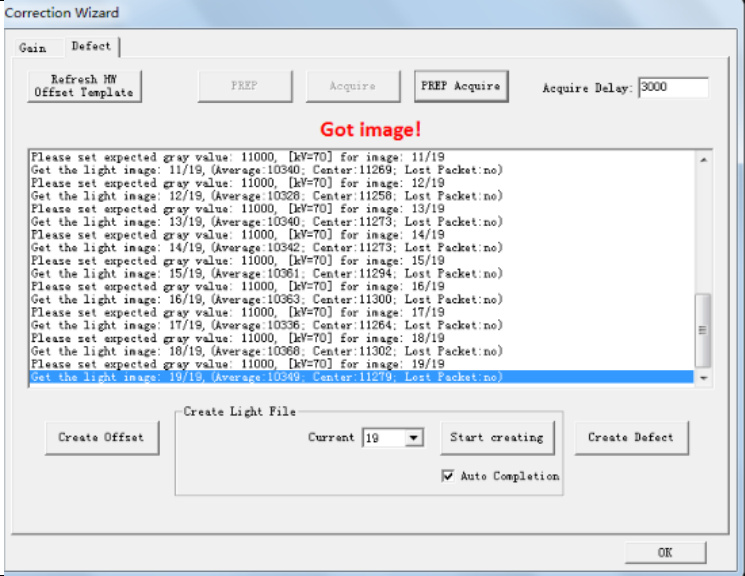 Correction Wizard
Gain Defect
Refresh HW
Offset Template
PREP
Acquire
PREP Acquire
Acquire Delay: 3000
Got image!
Please set expected gray value: 11000, [kV=70] for image: 11/19
Get the light image: 11/19, (Average:10340; Center:11269; Lost Packet:no)
Please set expected gray value: 11000, [kV=70] for image: 12/19
Get the light image: 12/19, (Average:10328; Center:11258; Lost Packet:no)
Please set expected gray value: 11000, [kV=70] for image: 13/19
Get the light image: 13/19, (Average:10340; Center:11273; Lost Packet:no)
Please set expected gray value: 11000, [kV=70] for image: 14/19
Get the light image: 14/19, (Average:10342; Center:11273; Lost Packet:no)
Please set expected gray value: 11000, [kV=70] for image: 15/19
Get the light image: 15/19, (Average:10361; Center:11294; Lost Packet:no)
Please set expected gray value: 11000, [kV=70] for image: 16/19
Get the light image: 16/19, (Average:10363; Center:11300; Lost Packet:no)
Please set expected gray value: 11000, [kV=70] for image: 17/19
Get the light image: 17/19, (Average:10336; Center:11264; Lost Packet:no)
Please set expected gray value: 11000, [kV=70] for image: 18/19
Get the light image: 18/19, (Average:10368; Center:11302; Lost Packet:no)
Please set expected gray value: 11000, [kV=70] for image: 19/19
Get the light image: 19/19, (Average:10349; Center:11279; Lost Packet:no)
Create Light File
Create Offset
Current 19
Start creating
Create Defect
Auto Completion
OK